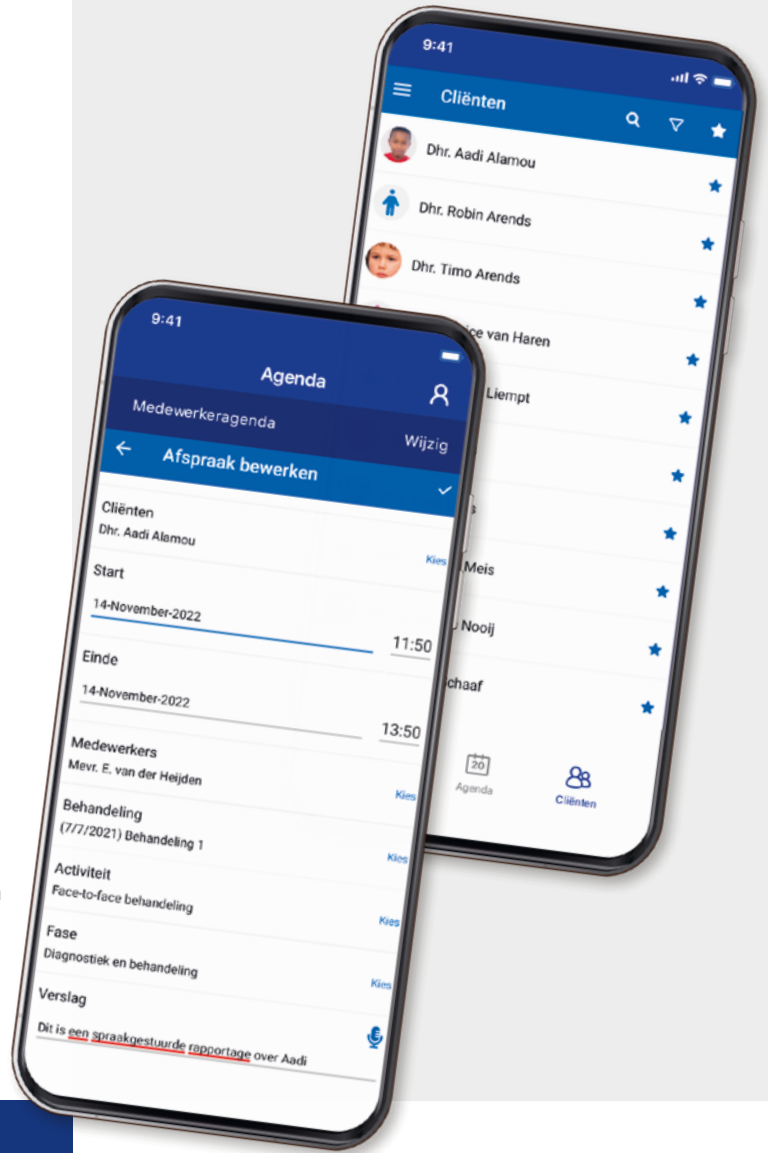 9:41
Cliënten
Dhr. Aadi Alamou
Dhr. Robin Arends
Dhr. Timo Arends
van Haren
Liempt
Meis
Nooij
20
Agenda
Cliënten
9:41
Agenda
Medewerkeragenda
Wijzig
Afspraak bewerken
Cliënten
Dhr. Aadi Alamou
Kies
Start
14-November-2022
11:50
Einde
14-November-2022
13:50
Medewerkers
Mevr. E. van der Heijden
Kies
Behandeling
(7/7/2021) Behandeling 1
Kies
Activiteit
Face-to-face behandeling
Kies
Fase
Diagnostiek en behandeling
Kies
Verslag
Dit is een spraakgestuurde rapportage over Aadi